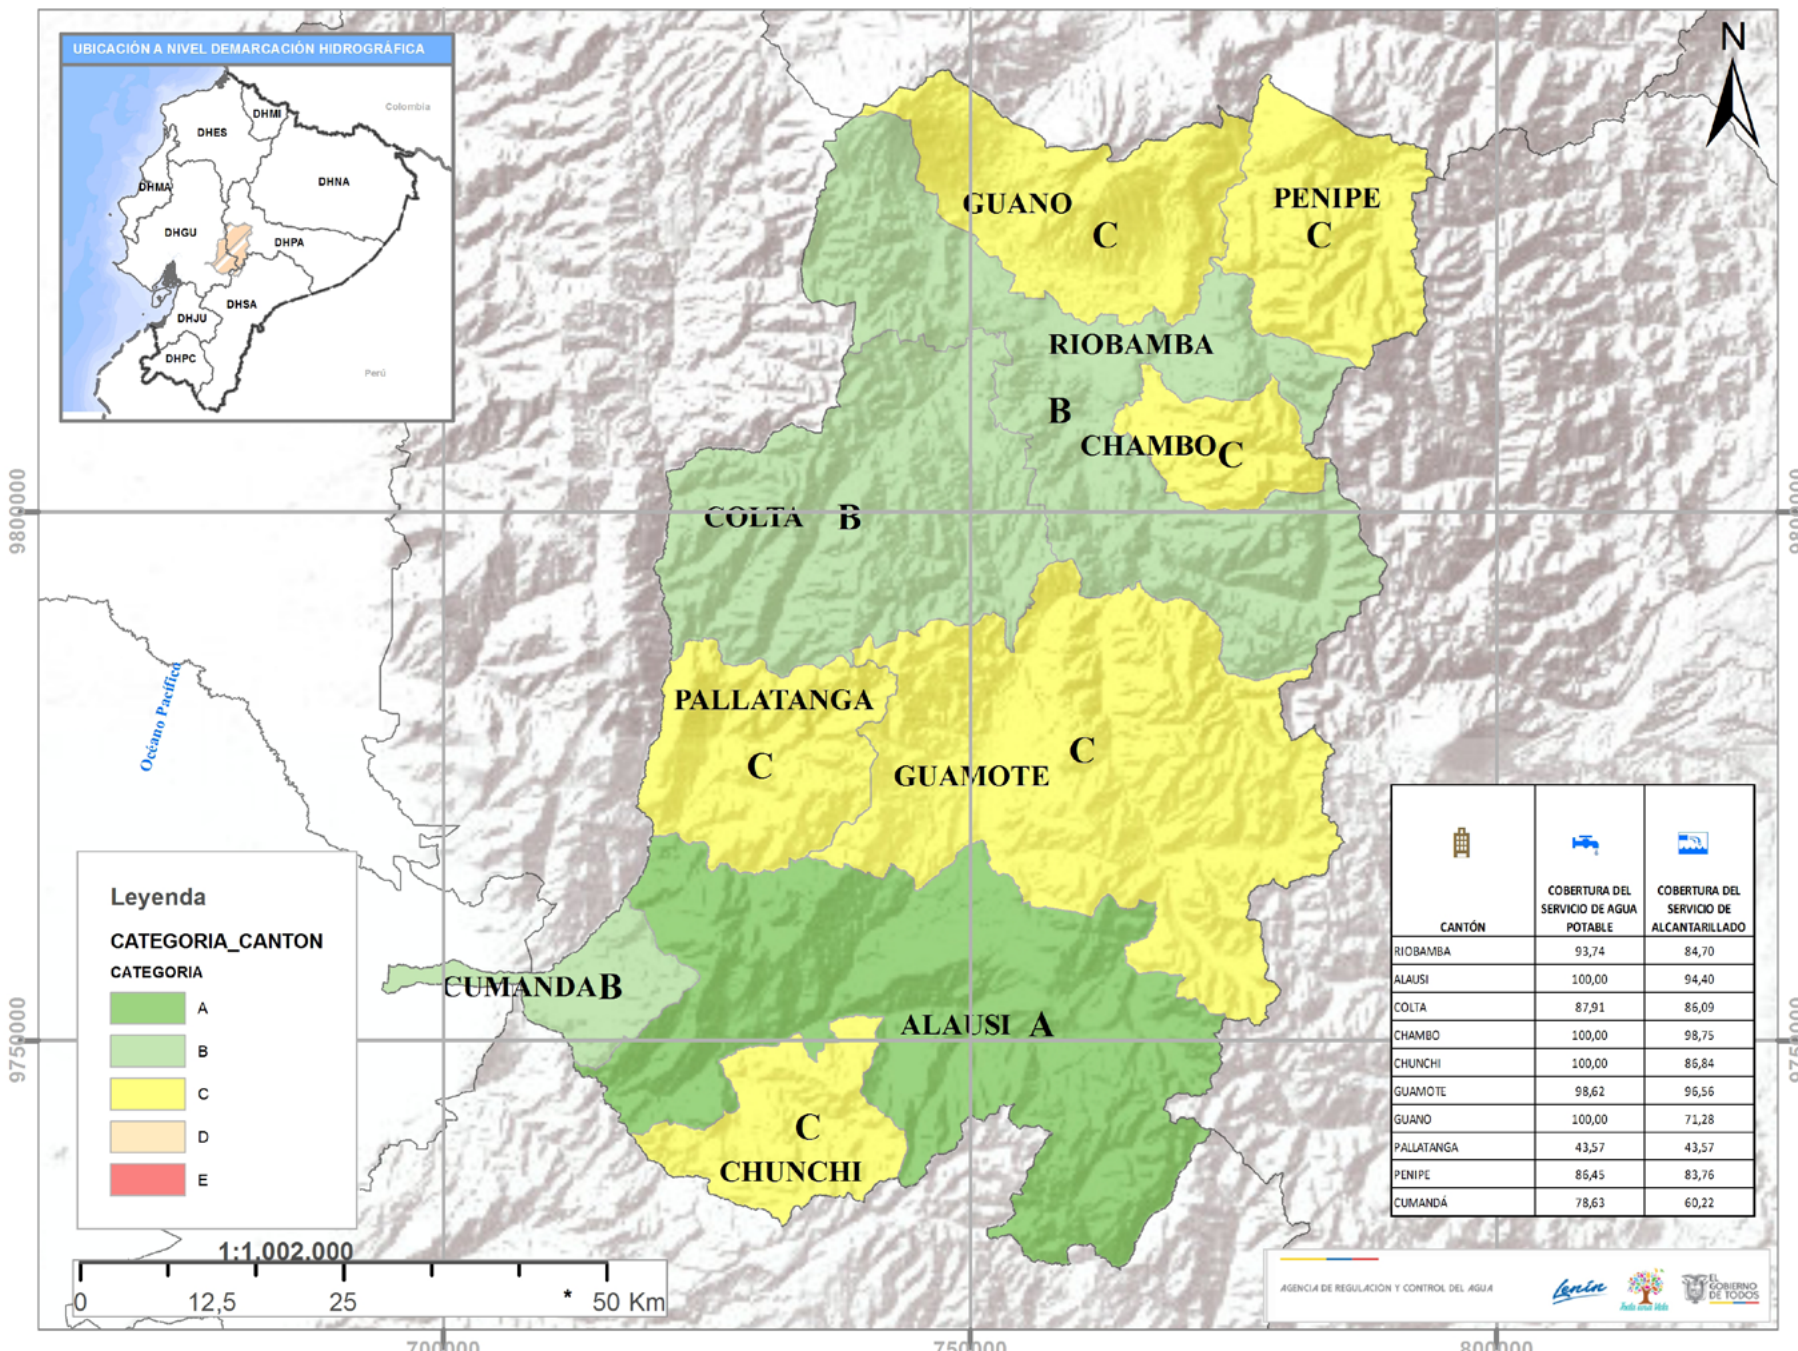 UBICACIÓN A NIVEL DEMARCACIÓN HIDROGRÁFICA
Colombia
DHMI
DHES
DHNA
DHMA
DHGU
DHPA
DHSA
DHJU
DHPC
Perú
N
GUANO
C
PENIPE
C
RIOBAMBA
B
CHAMBO C
COLTA B
PALLATANGA
C
GUAMOTE
C
CUMANDA B
ALAUSI A
C
CHUNCHI
Océano Pacífico
9800000
9750000
9800000
9750000
700000
750000
800000
Leyenda
CATEGORIA_CANTON
CATEGORIA
A
B
C
D
E
1:1.002.000
0 12,5 25 50 Km
*
CANTÓN
COBERTURA DEL SERVICIO DE AGUA POTABLE
COBERTURA DEL SERVICIO DE ALCANTARILLADO
RIOBAMBA 93,74 84,70
ALAUSI 100,00 94,40
COLTA 87,91 86,09
CHAMBO 100,00 98,75
CHUNCHI 100,00 86,84
GUAMOTE 98,62 96,56
GUANO 100,00 71,28
PALLATANGA 43,57 43,57
PENIPE 86,45 83,76
CUMANDÁ 78,63 60,22
AGENCIA DE REGULACIÓN Y CONTROL DEL AGUA
Lenín
Toda una Vida
EL GOBIERNO DE TODOS